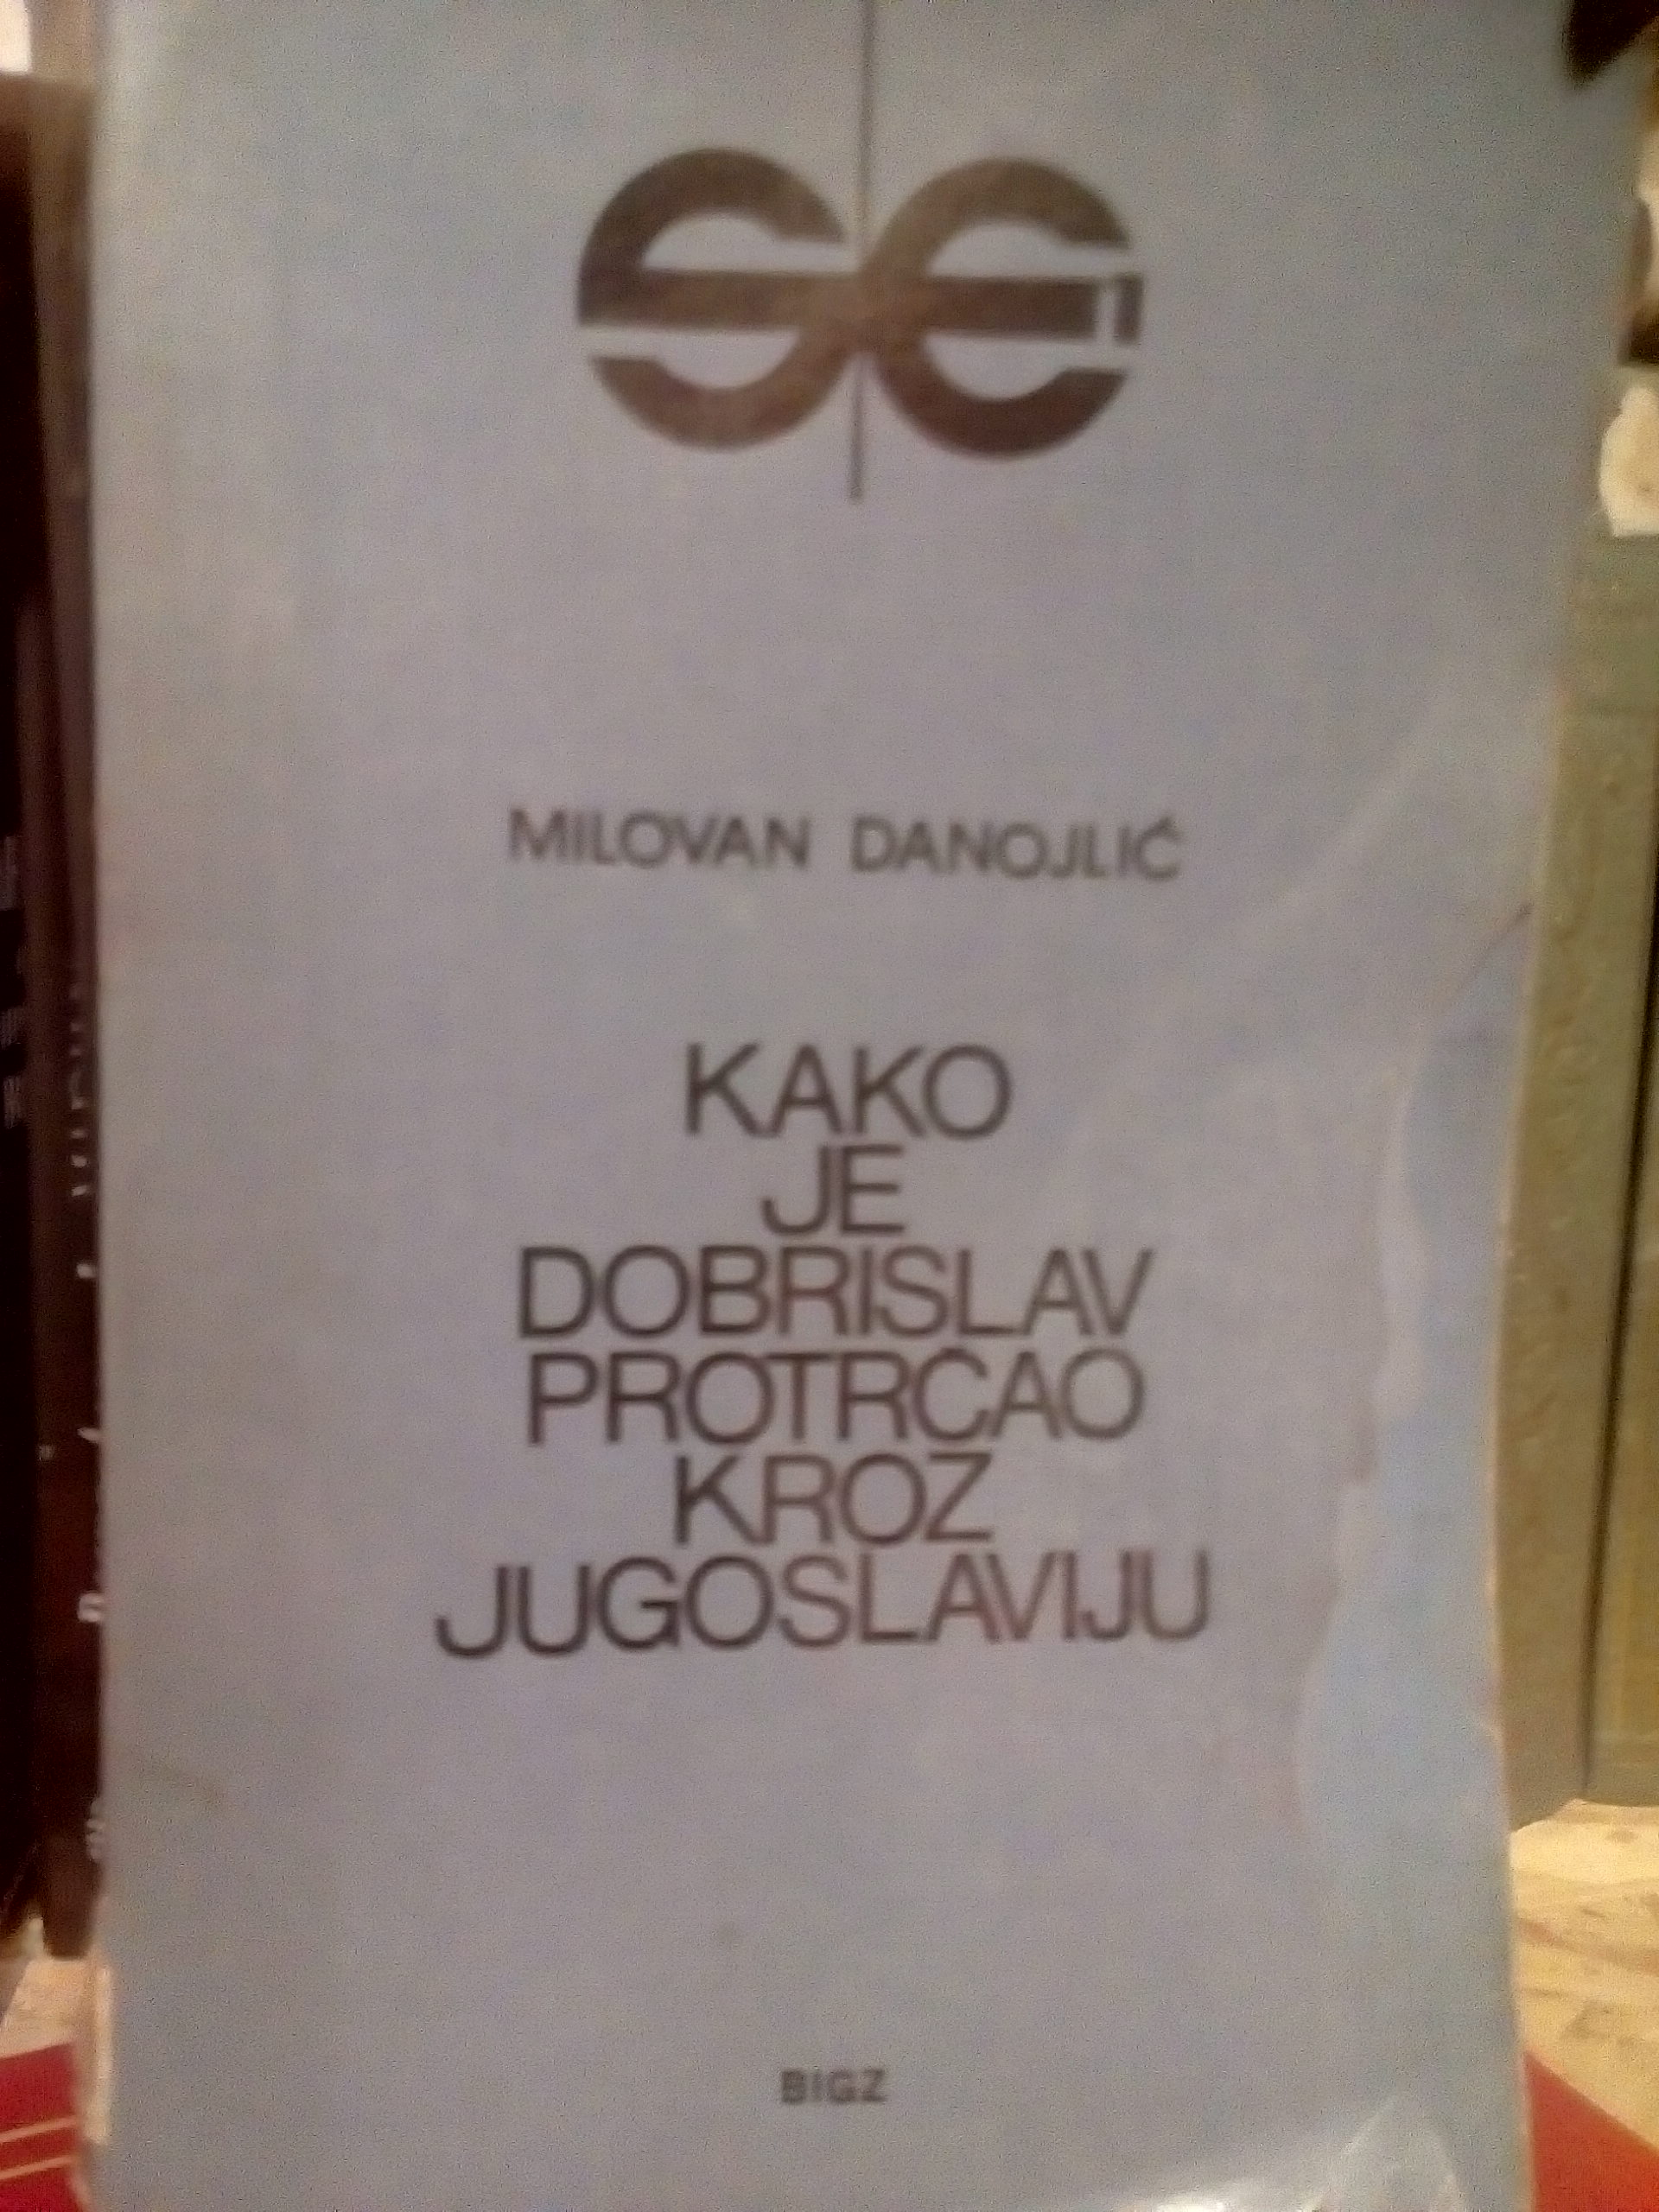 MILOVAN DANOJLIĆ
KAKO
JE
DOBRISLAV
PROTRČAO
KROZ
JUGOSLAVIJU
BIGZ